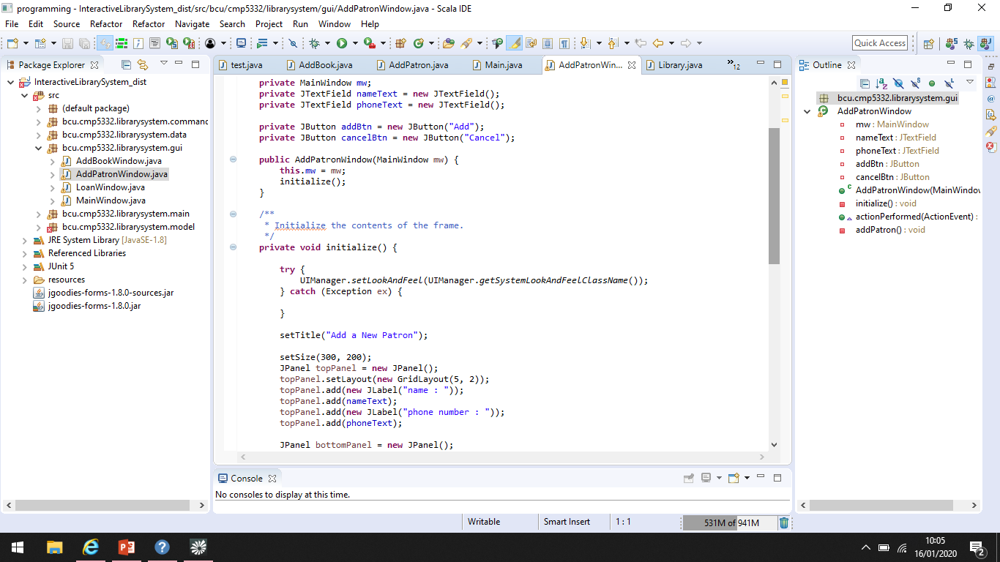 programming - InteractiveLibrarySystem_dist/src/bcu/cmp5332/librarysystem/gui/AddPatronWindow.java - Scala IDE
File Edit Source Refactor Refactor Navigate Search Project Run Window Help
Quick Access
Package Explorer
InteractiveLibrarySystem_dist
src
(default package)
bcu.cmp5332.librarysystem.commanc
bcu.cmp5332.librarysystem.data
bcu.cmp5332.librarysystem.gui
AddBookWindow.java
AddPatronWindow.java
LoanWindow.java
MainWindow.java
bcu.cmp5332.librarysystem.main
bcu.cmp5332.librarysystem.model
JRE System Library [JavaSE-1.8]
Referenced Libraries
JUnit 5
resources
jgoodies-forms-1.8.0-sources.jar
jgoodies-forms-1.8.0.jar
test.java AddBook.java AddPatron.java Main.java AddPatronWin... Library.java »12
private MainWindow mw;
private JTextField nameText = new JTextField();
private JTextField phoneText = new JTextField();
private JButton addBtn = new JButton("Add");
private JButton cancelBtn = new JButton("Cancel");
public AddPatronWindow(MainWindow mw) {
this.mw = mw;
initialize();
}
/**
* Initialize the contents of the frame.
*/
private void initialize() {
try {
UIManager.setLookAndFeel(UIManager.getSystemLookAndFeelClassName());
} catch (Exception ex) {
}
setTitle("Add a New Patron");
setSize(300, 200);
JPanel topPanel = new JPanel();
topPanel.setLayout(new GridLayout(5, 2));
topPanel.add(new JLabel("name : "));
topPanel.add(nameText);
topPanel.add(new JLabel("phone number : "));
topPanel.add(phoneText);
JPanel bottomPanel = new JPanel();
Console
No consoles to display at this time.
Outline
bcu.cmp5332.librarysystem.gui
AddPatronWindow
mw : MainWindow
nameText : JTextField
phoneText : JTextField
addBtn : JButton
cancelBtn : JButton
AddPatronWindow(MainWindov
initialize() : void
actionPerformed(ActionEvent) :
addPatron() : void
Writable Smart Insert 1 : 1 531M of 941M
10:05
16/01/2020
2